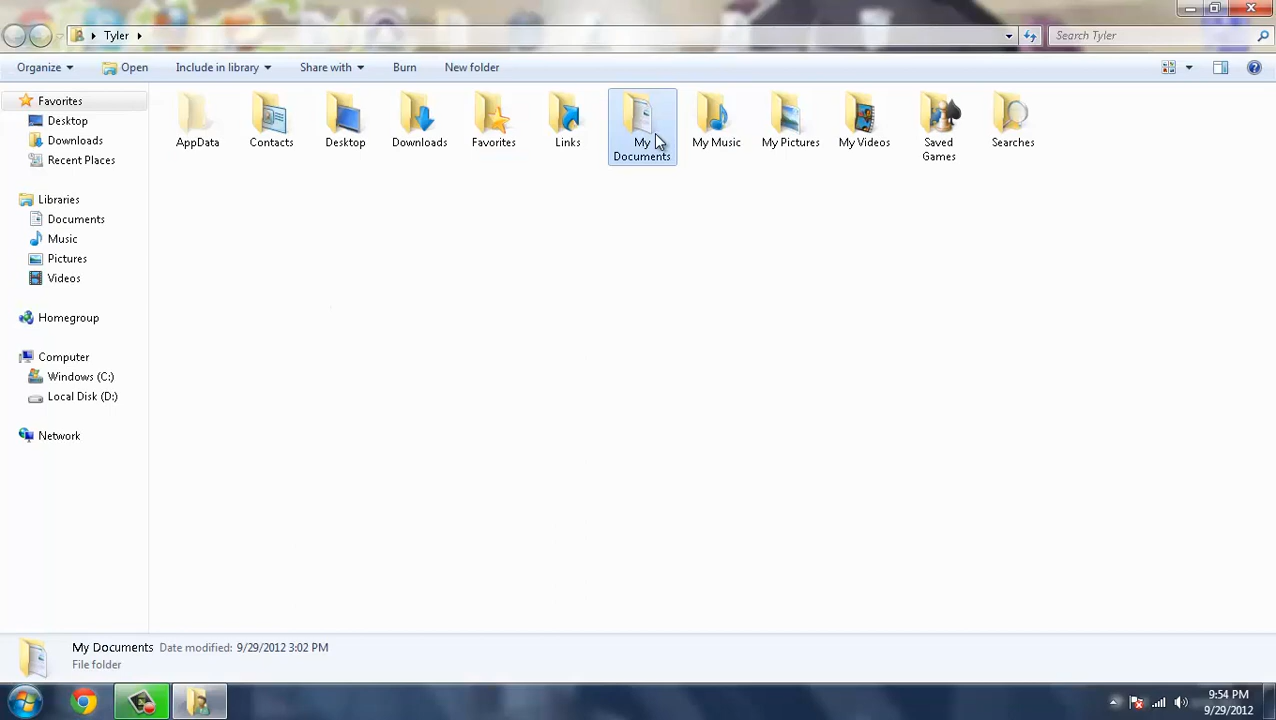 Tyler
Search Tyler
Organize Open Include in library Share with Burn New folder
Favorites
Desktop
Downloads
Recent Places
Libraries
Documents
Music
Pictures
Videos
Homegroup
Computer
Windows (C:)
Local Disk (D:)
Network
AppData
Contacts
Desktop
Downloads
Favorites
Links
My
Documents
My Music
My Pictures
My Videos
Saved
Games
Searches
My Documents Date modified: 9/29/2012 3:02 PM
File folder
9:54 PM
9/29/2012